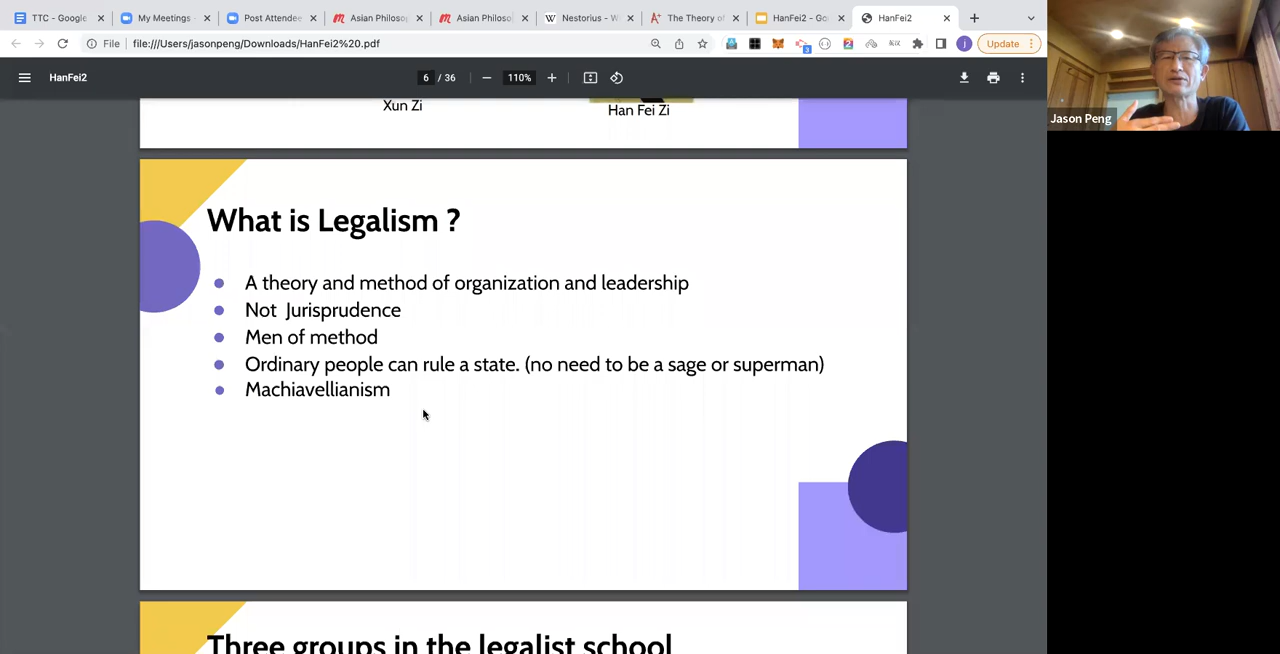 TTC - Google
My Meetings -
Post Attendee
Asian Philosop
Asian Philosol
Nestorius - W
The Theory of
HanFei2 - Goo
HanFei2
File
file:///Users/jasonpeng/Downloads/HanFei2%20.pdf
Update
HanFei2
6 / 36
110%
Jason Peng
Xun Zi
Han Fei Zi
What is Legalism ?
A theory and method of organization and leadership
Not Jurisprudence
Men of method
Ordinary people can rule a state. (no need to be a sage or superman)
Machiavellianism
Three groups in the legalist school